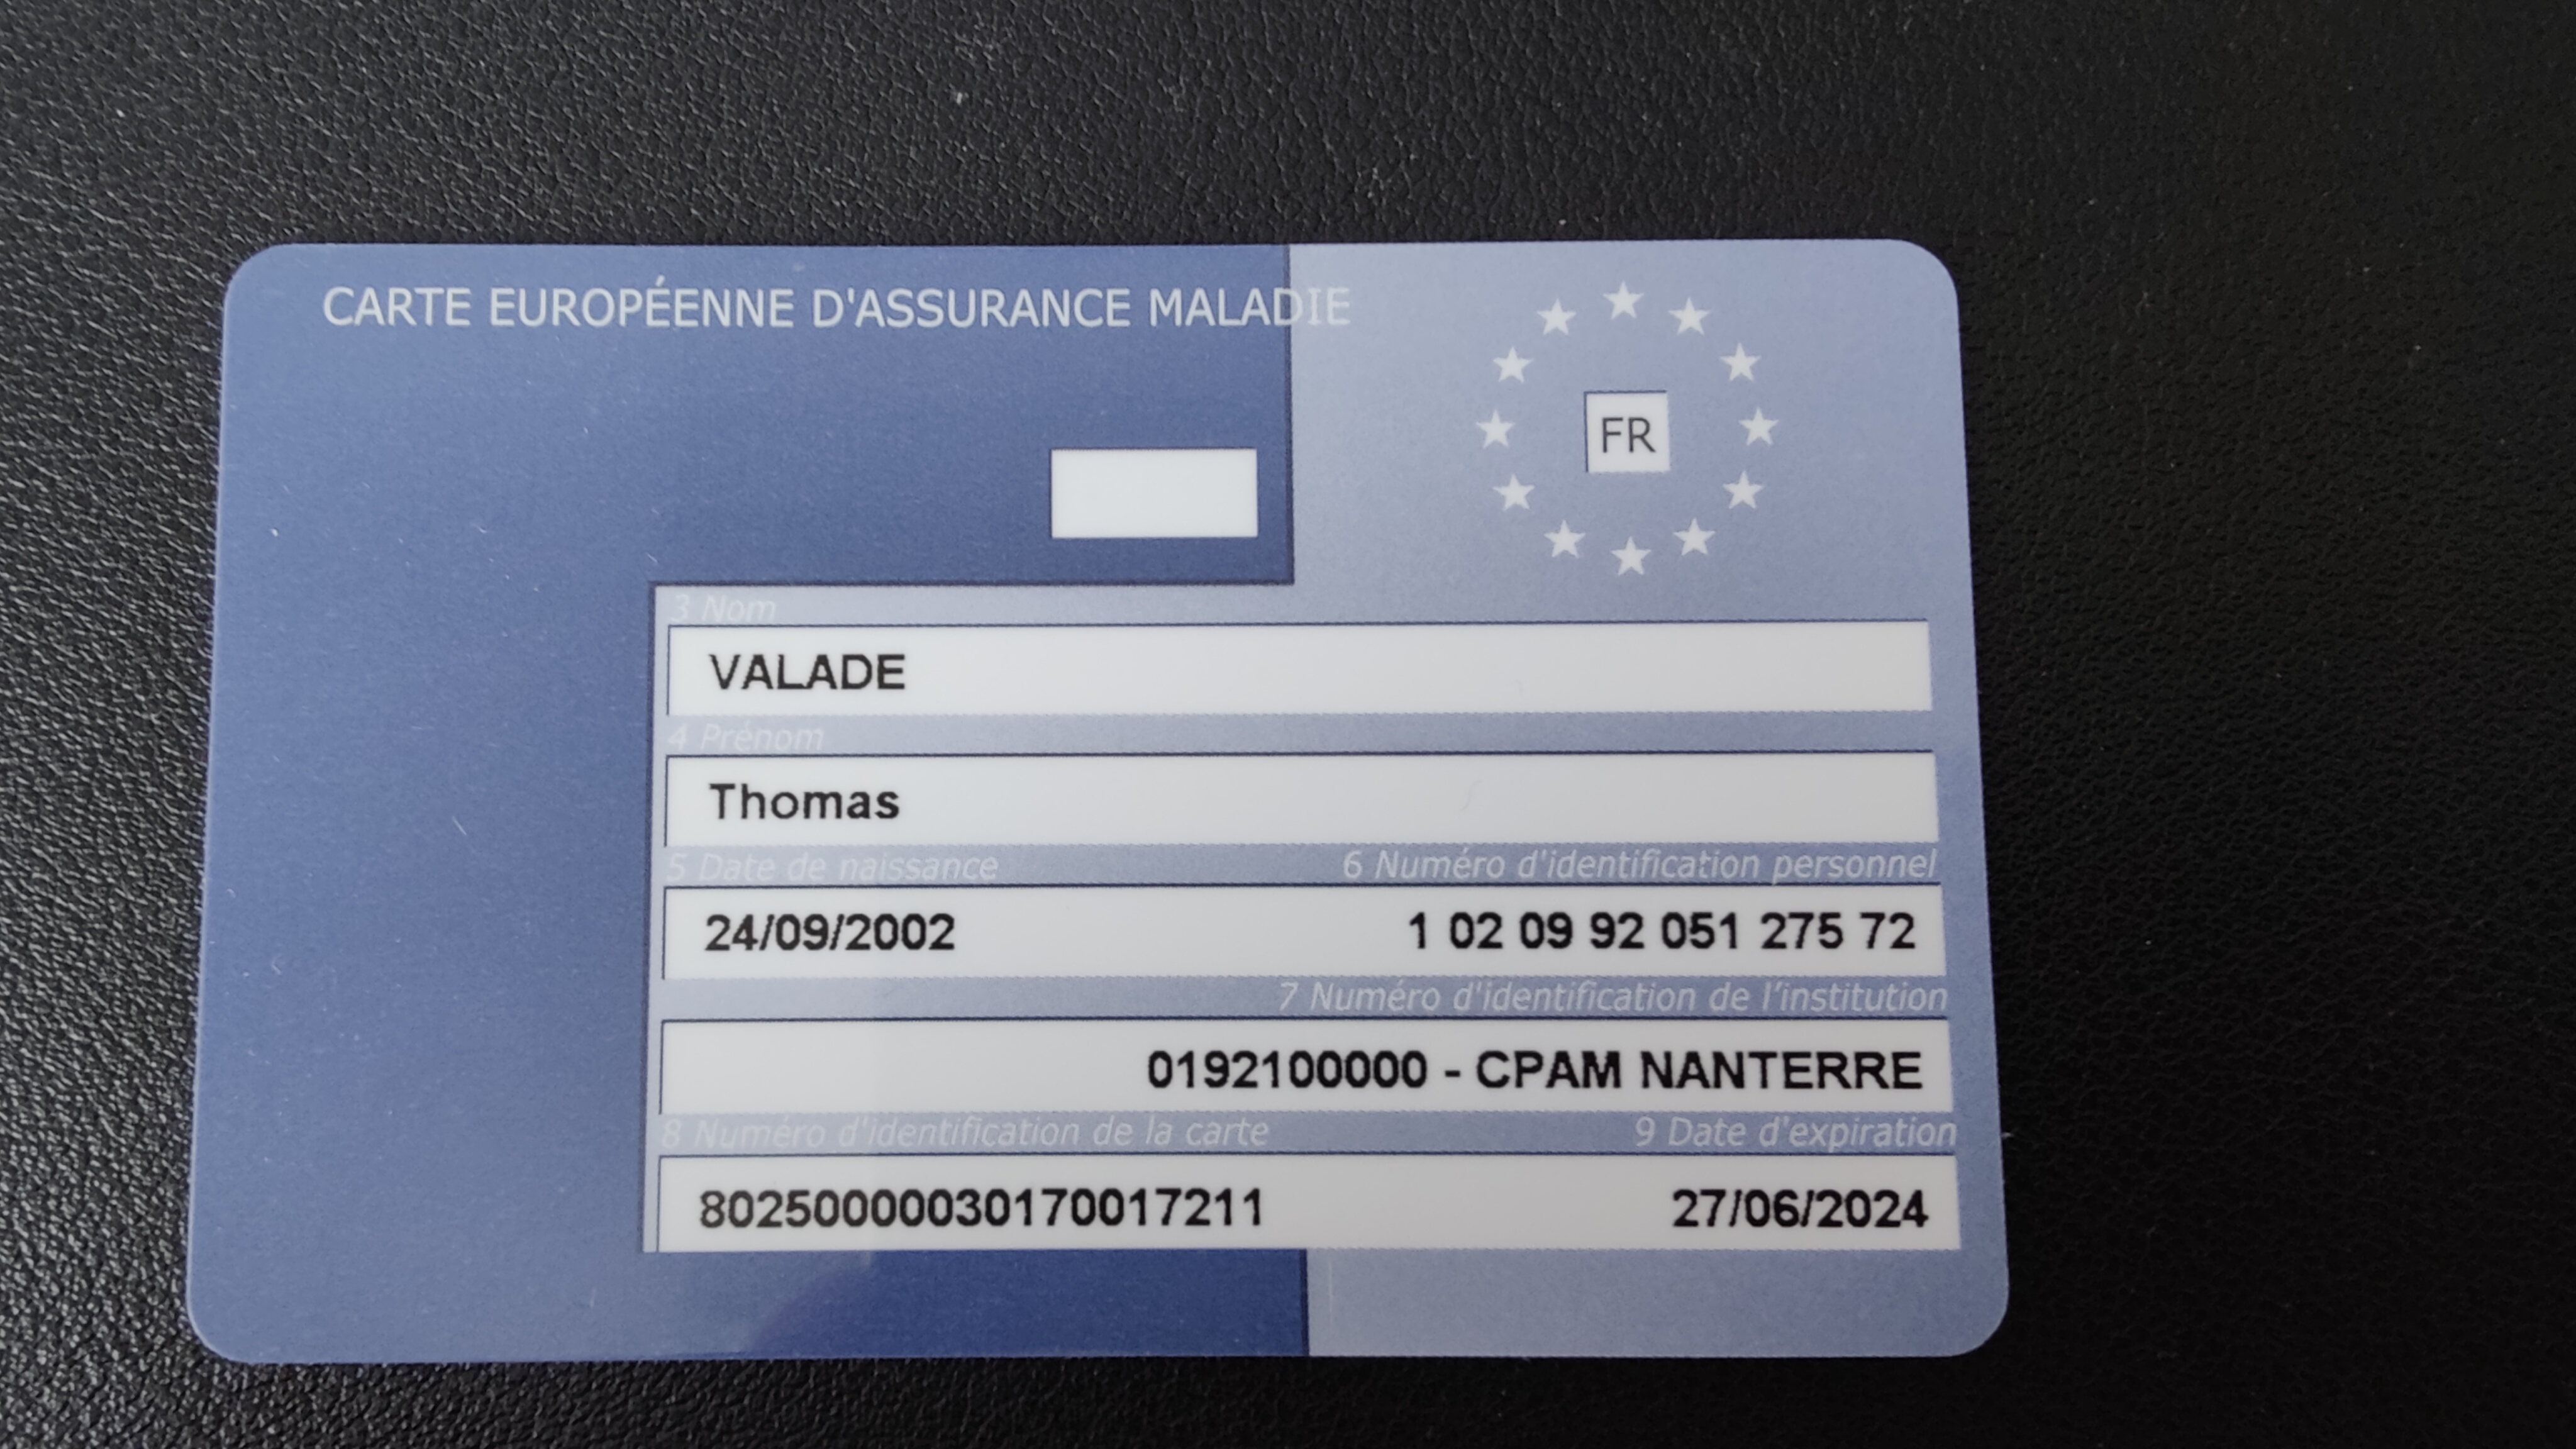 CARTE EUROPÉENNE D'ASSURANCE MALADIE
FR
3 Nom
VALADE
4 Prénom
Thomas
5 Date de naissance 6 Numéro d'identification personnel
24/09/2002 1 02 09 92 051 275 72
7 Numéro d'identification de l'institution
0192100000 - CPAM NANTERRE
8 Numéro d'identification de la carte 9 Date d'expiration
80250000030170017211 27/06/2024